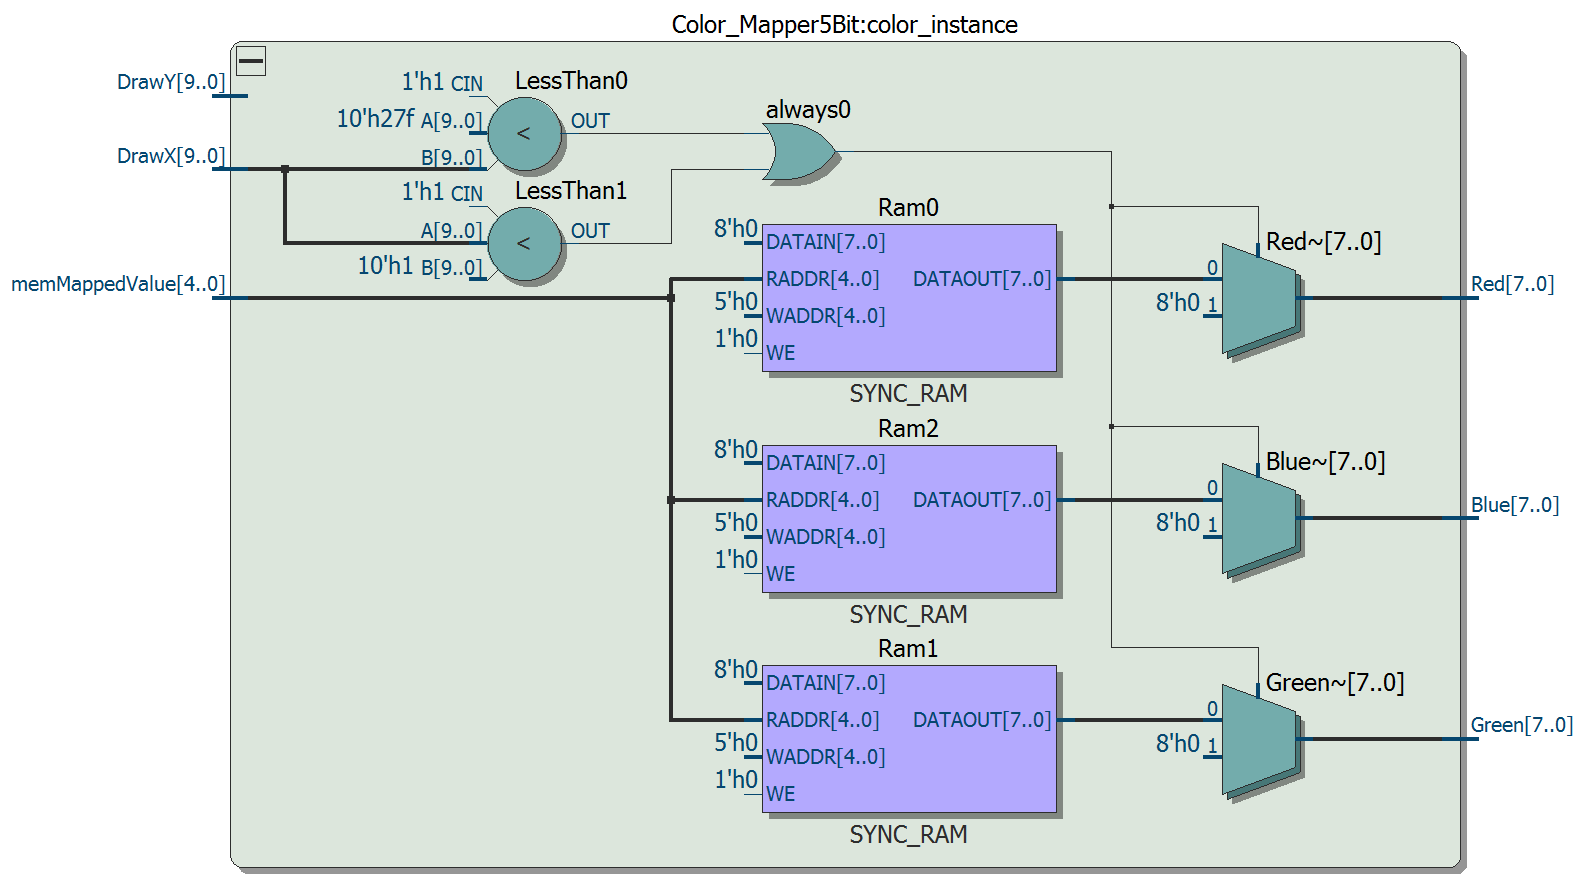 Color_Mapper5Bit:color_instance
DrawY[9..0]
DrawX[9..0]
memMappedValue[4..0]
LessThan0
1'h1 CIN
10'h27f A[9..0]
B[9..0]
<
OUT
LessThan1
1'h1 CIN
A[9..0]
10'h1 B[9..0]
<
OUT
always0
Ram0
8'h0 DATAIN[7..0]
RADDR[4..0] DATAOUT[7..0]
5'h0 WADDR[4..0]
1'h0 WE
SYNC_RAM
Red~[7..0]
0
8'h0 1
Red[7..0]
Ram2
8'h0 DATAIN[7..0]
RADDR[4..0] DATAOUT[7..0]
5'h0 WADDR[4..0]
1'h0 WE
SYNC_RAM
Blue~[7..0]
0
8'h0 1
Blue[7..0]
Ram1
8'h0 DATAIN[7..0]
RADDR[4..0] DATAOUT[7..0]
5'h0 WADDR[4..0]
1'h0 WE
SYNC_RAM
Green~[7..0]
0
8'h0 1
Green[7..0]